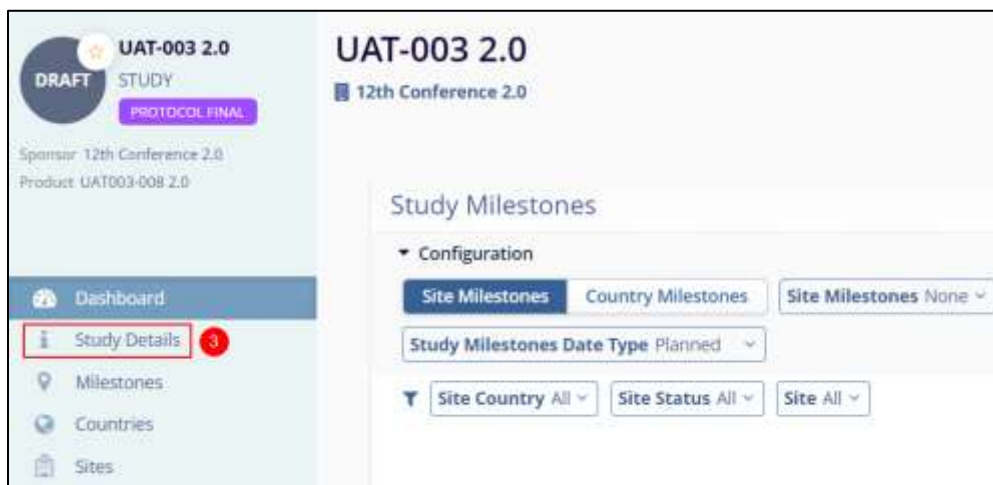 DRAFT
UAT-003 2.0
STUDY
PROTOCOL FINAL
Sponsor 12th Conference 2.0
Product UAT003-008 2.0
Dashboard
Study Details 3
Milestones
Countries
Sites
UAT-003 2.0
12th Conference 2.0
Study Milestones
Configuration
Site Milestones Country Milestones Site Milestones None
Study Milestones Date Type Planned
Site Country All Site Status All Site All